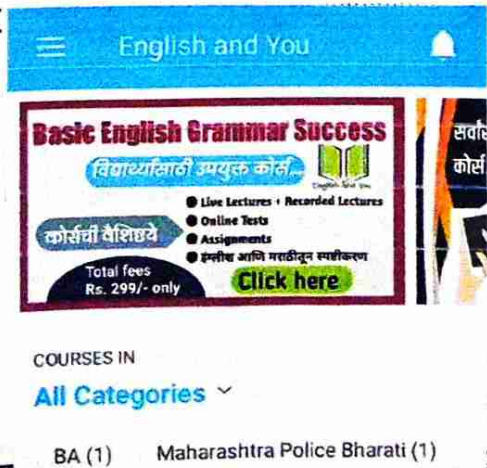 English and You
Basic English Grammar Success
विद्यार्थ्यांसाठी उपयुक्त कोर्स...
English And You
Live Lectures + Recorded Lectures
Online Tests
कोर्सची वैशिष्टये
Assignments
इंग्लीश आणि मराठीतून स्पष्टीकरण
Total fees
Rs. 299/- only
Click here
कोर्स
COURSES IN
All Categories
BA (1) Maharashtra Police Bharati (1)